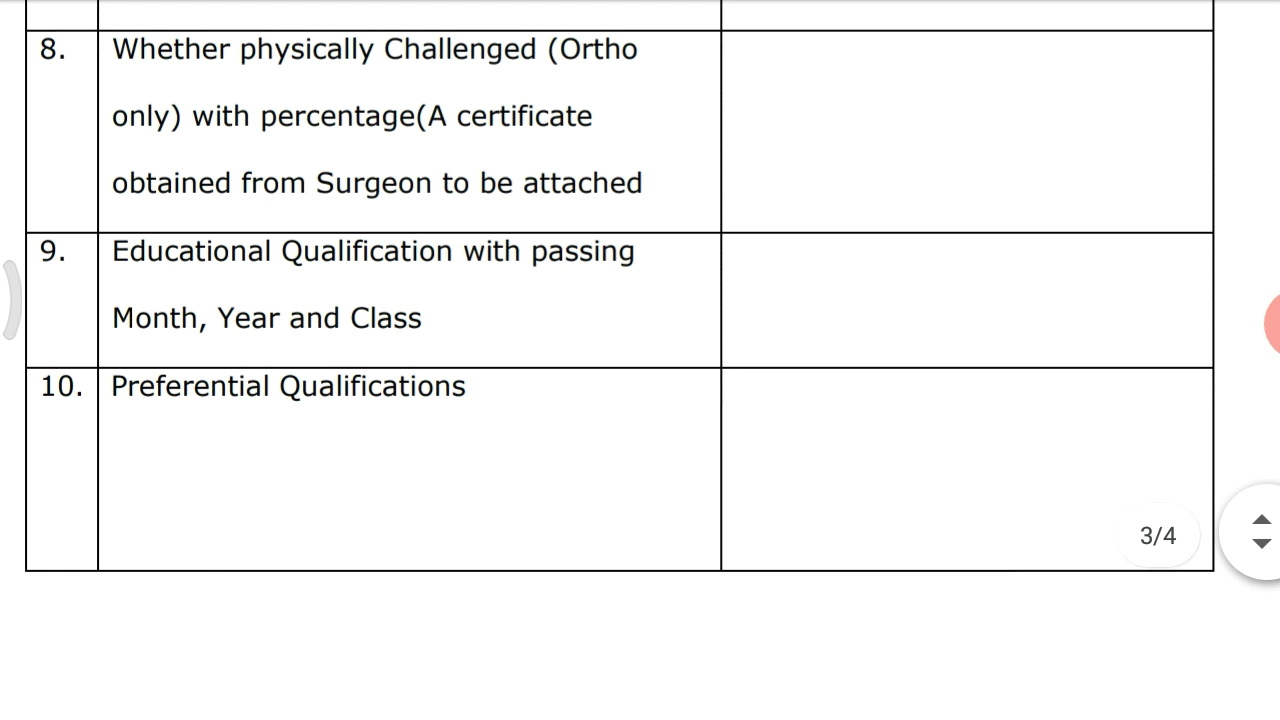 8. Whether physically Challenged (Ortho
only) with percentage(A certificate
obtained from Surgeon to be attached
9. Educational Qualification with passing
Month, Year and Class
10. Preferential Qualifications
3/4